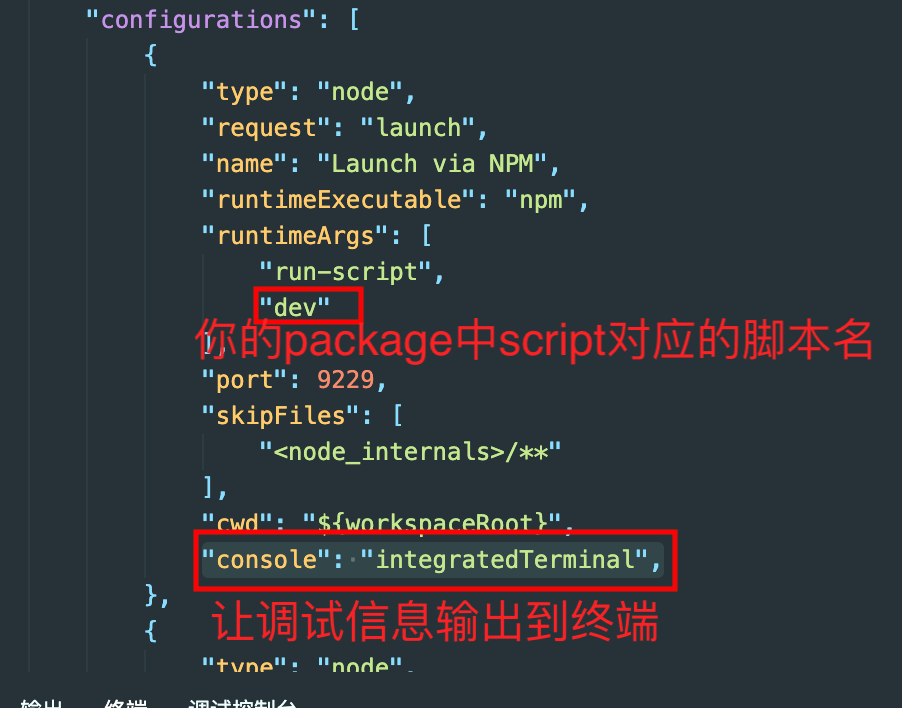 "configurations": [
{
"type": "node",
"request": "launch",
"name": "Launch via NPM",
"runtimeExecutable": "npm",
"runtimeArgs": [
"run-script",
"dev"
],
你的package中script对应的脚本名
"port": 9229,
"skipFiles": [
"<node_internals>/**"
],
"cwd": "${workspaceRoot}",
"console": "integratedTerminal",
},
让调试信息输出到终端
{
"type": "node",
输出 终端 调试控制台